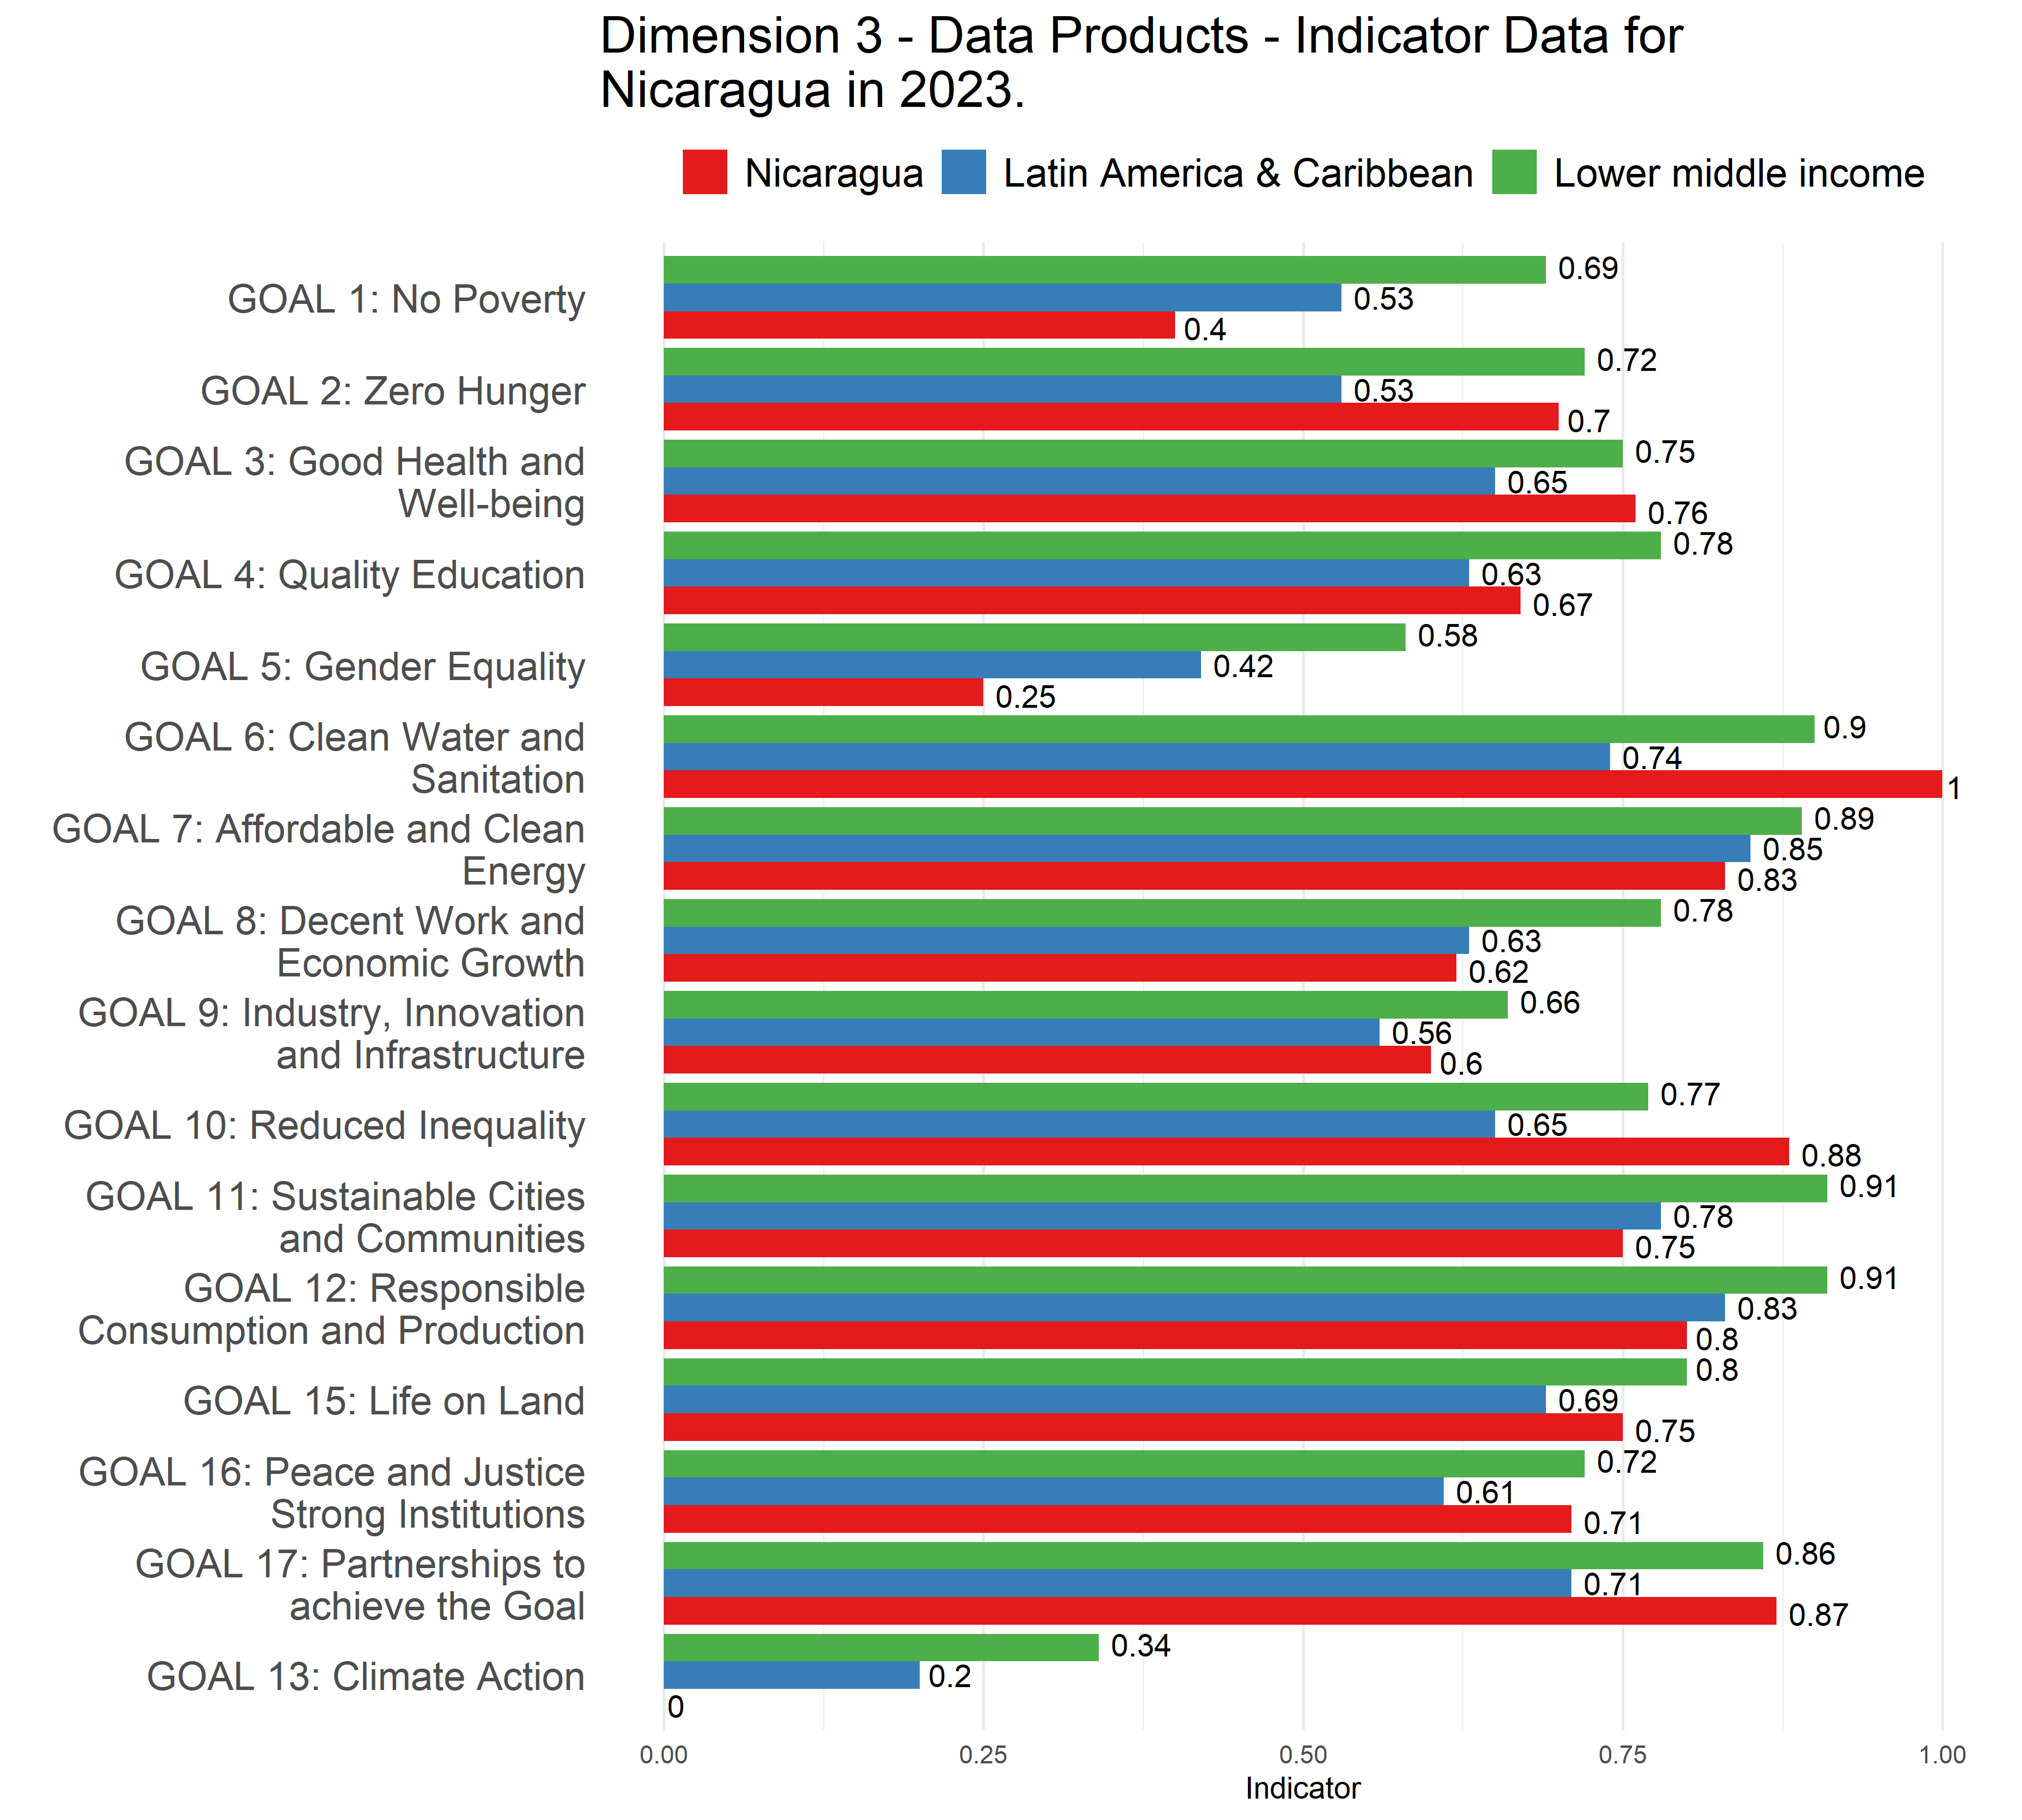 Dimension 3 - Data Products - Indicator Data for
Nicaragua in 2023.
Nicaragua Latin America & Caribbean Lower middle income
GOAL 1: No Poverty
0.69
0.53
0.4
GOAL 2: Zero Hunger
0.72
0.53
0.7
GOAL 3: Good Health and
Well-being
0.75
0.65
0.76
GOAL 4: Quality Education
0.78
0.63
0.67
GOAL 5: Gender Equality
0.58
0.42
0.25
GOAL 6: Clean Water and
Sanitation
0.9
0.74
1
GOAL 7: Affordable and Clean
Energy
0.89
0.85
0.83
GOAL 8: Decent Work and
Economic Growth
0.78
0.63
0.62
GOAL 9: Industry, Innovation
and Infrastructure
0.66
0.56
0.6
GOAL 10: Reduced Inequality
0.77
0.65
0.88
GOAL 11: Sustainable Cities
and Communities
0.91
0.78
0.75
GOAL 12: Responsible
Consumption and Production
0.91
0.83
0.8
GOAL 15: Life on Land
0.8
0.69
0.75
GOAL 16: Peace and Justice
Strong Institutions
0.72
0.61
0.71
GOAL 17: Partnerships to
achieve the Goal
0.86
0.71
0.87
GOAL 13: Climate Action
0.34
0.2
0
0.00 0.25 0.50 0.75 1.00
Indicator